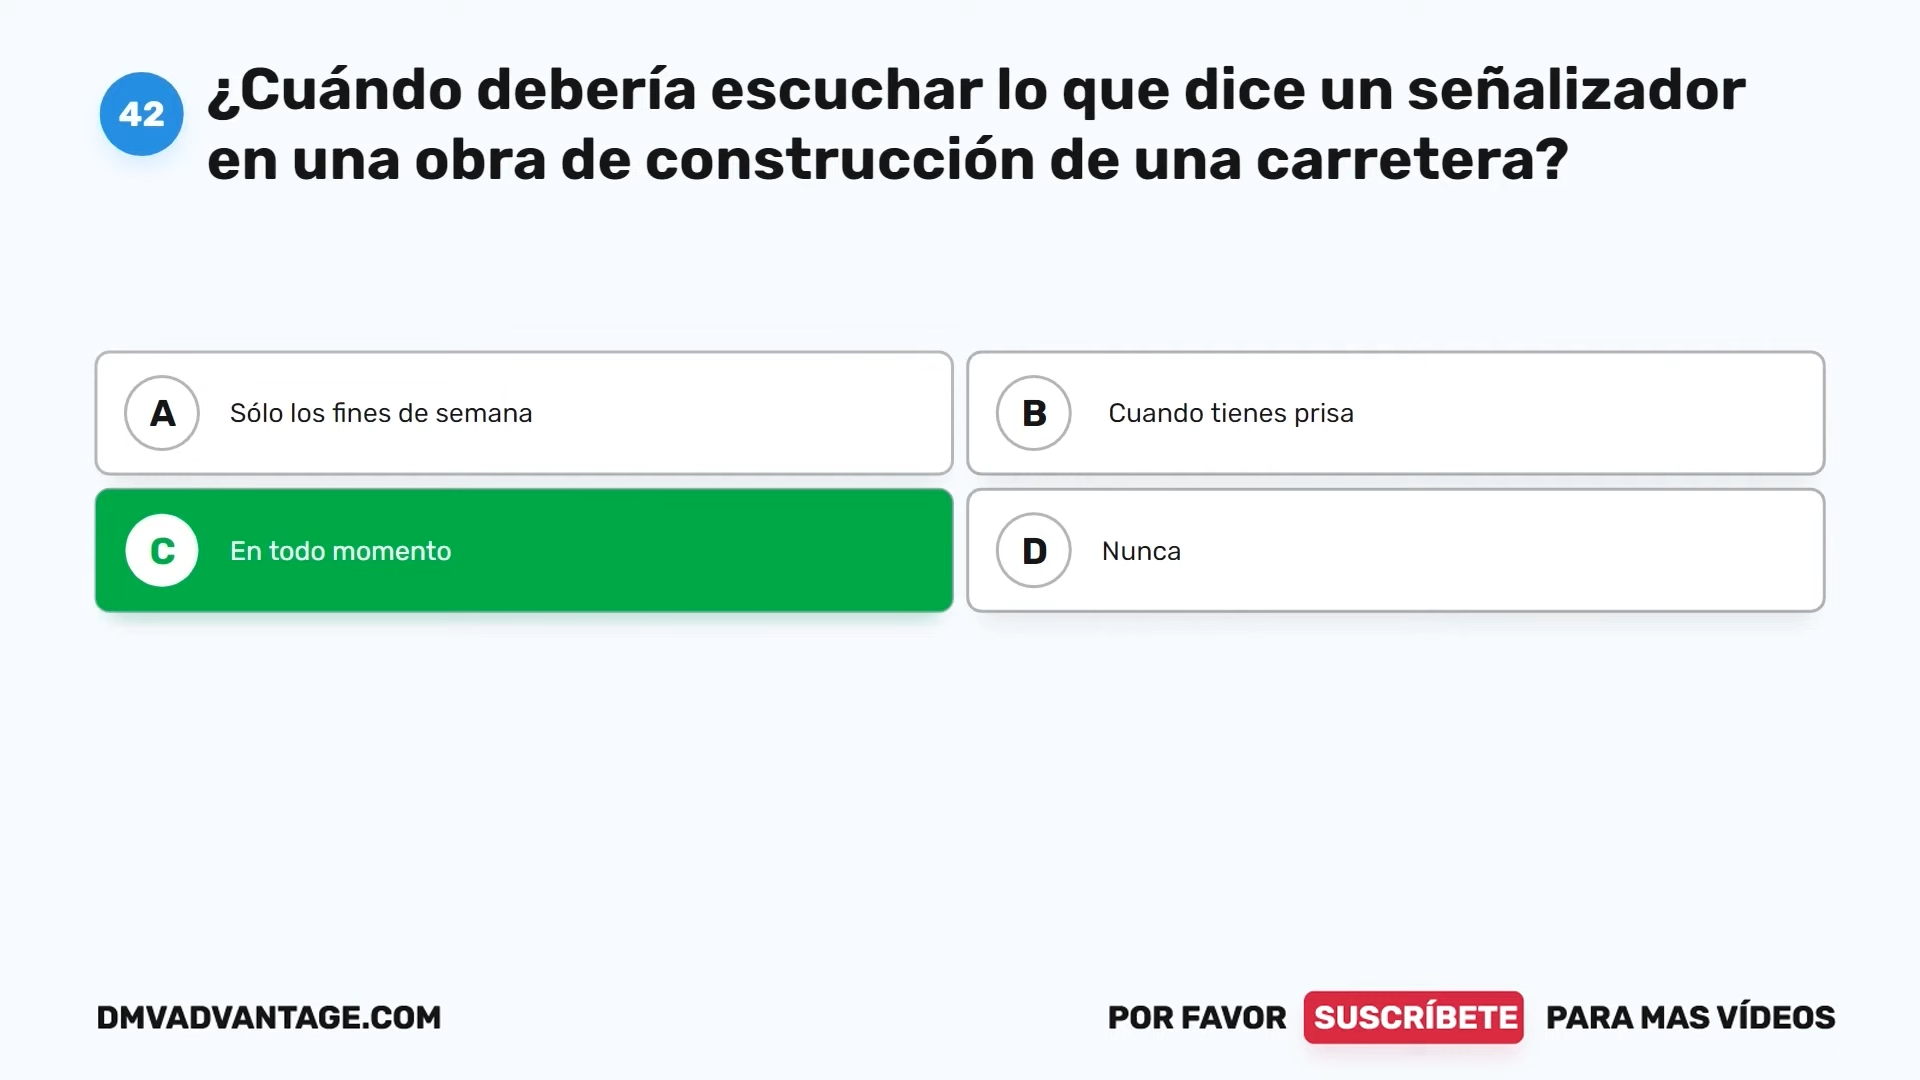 42
¿Cuándo debería escuchar lo que dice un señalizador
en una obra de construcción de una carretera?
A Sólo los fines de semana
B Cuando tienes prisa
C En todo momento
D Nunca
DMVADVANTAGE.COM
POR FAVOR SUSCRÍBETE PARA MAS VÍDEOS